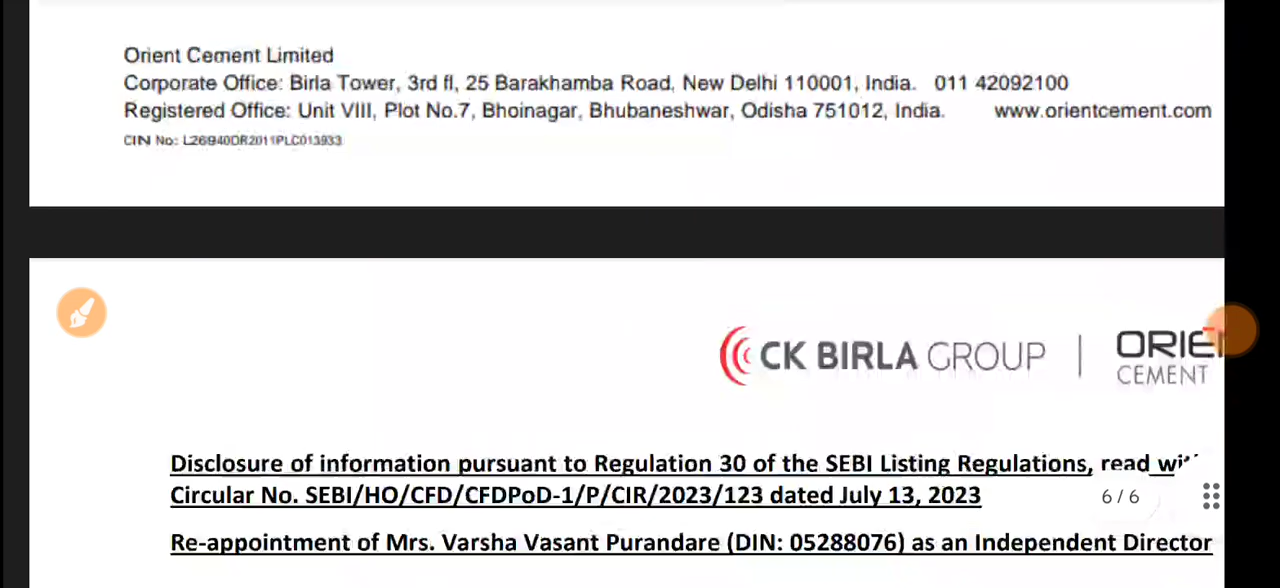 Orient Cement Limited
Corporate Office: Birla Tower, 3rd fl, 25 Barakhamba Road, New Delhi 110001, India. 011 42092100
Registered Office: Unit VIII, Plot No.7, Bhoinagar, Bhubaneshwar, Odisha 751012, India. www.orientcement.com
CIN No: L26940OR2011PLC013933
CK BIRLA GROUP | ORIE
CEMENT
Disclosure of information pursuant to Regulation 30 of the SEBI Listing Regulations, read
Circular No. SEBI/HO/CFD/CFDPoD-1/P/CIR/2023/123 dated July 13, 2023
6/6
Re-appointment of Mrs. Varsha Vasant Purandare (DIN: 05288076) as an Independent Director